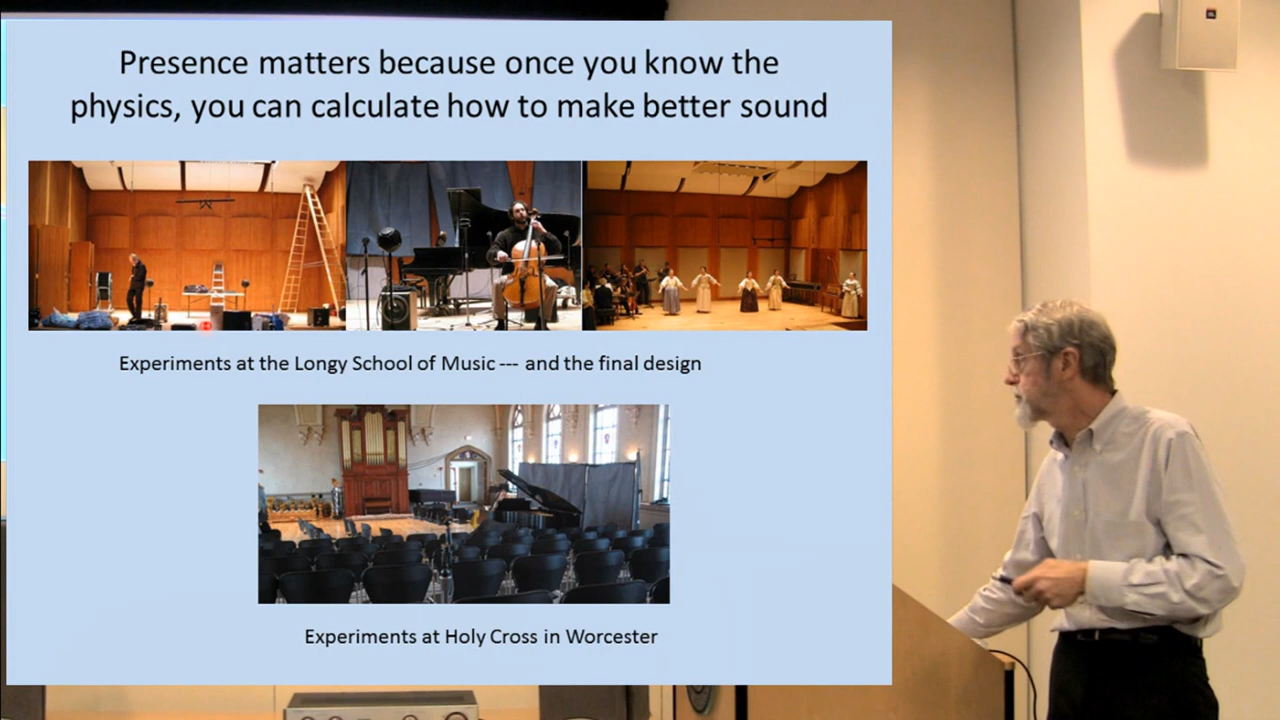 Presence matters because once you know the
physics, you can calculate how to make better sound
Experiments at the Longy School of Music --- and the final design
Experiments at Holy Cross in Worcester